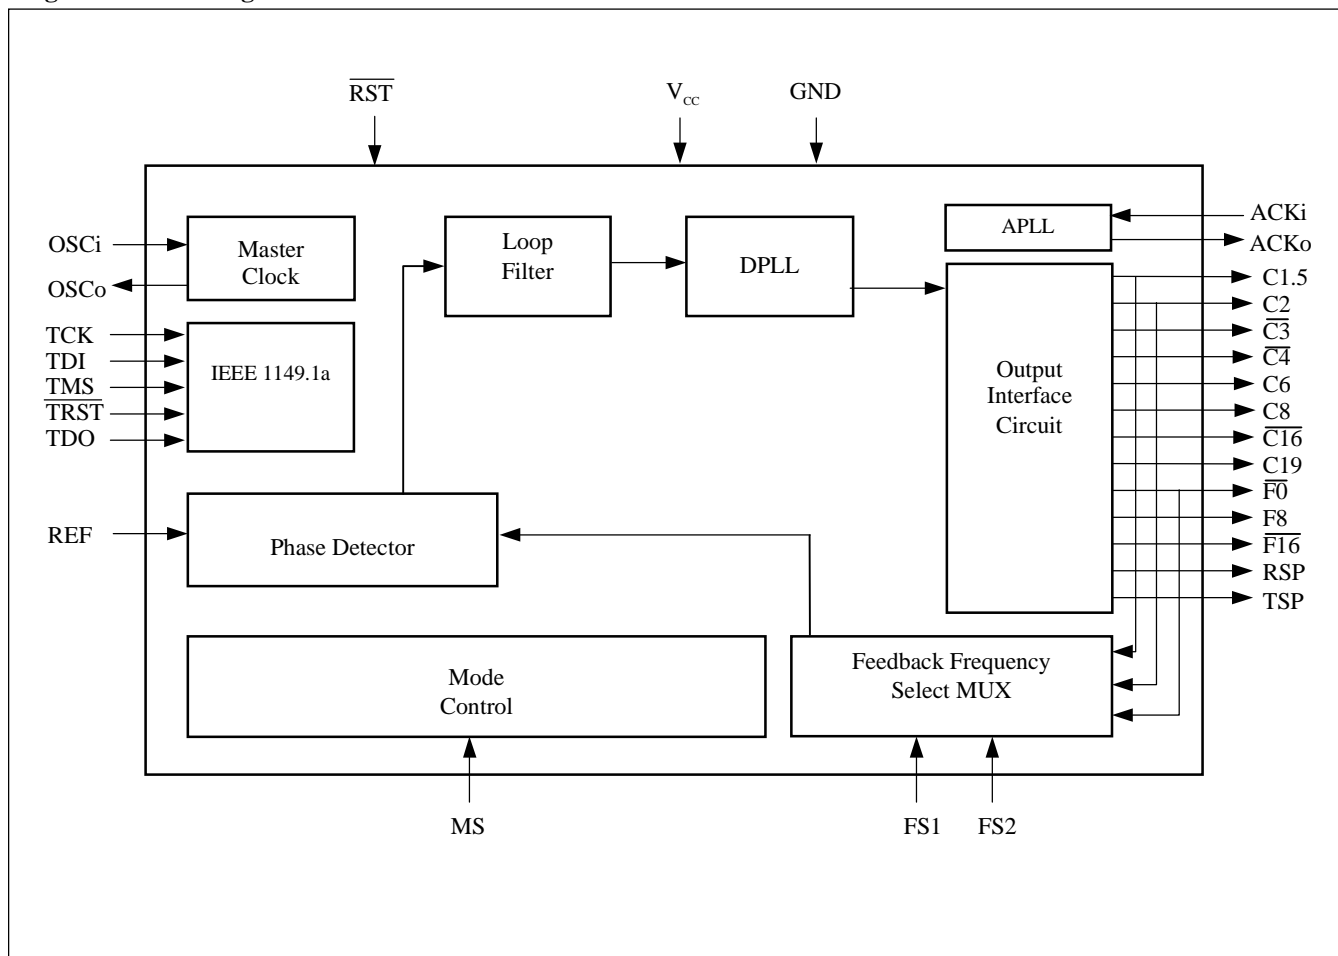 RST
VCC
GND
OSCi
OSCo
TCK
TDI
TMS
TRST
TDO
REF
Master
Clock
IEEE 1149.1a
Phase Detector
Loop
Filter
DPLL
APLL
Output
Interface
Circuit
Mode
Control
Feedback Frequency
Select MUX
ACKi
ACKo
C1.5
C2
C3
C4
C6
C8
C16
C19
F0
F8
F16
RSP
TSP
MS
FS1
FS2